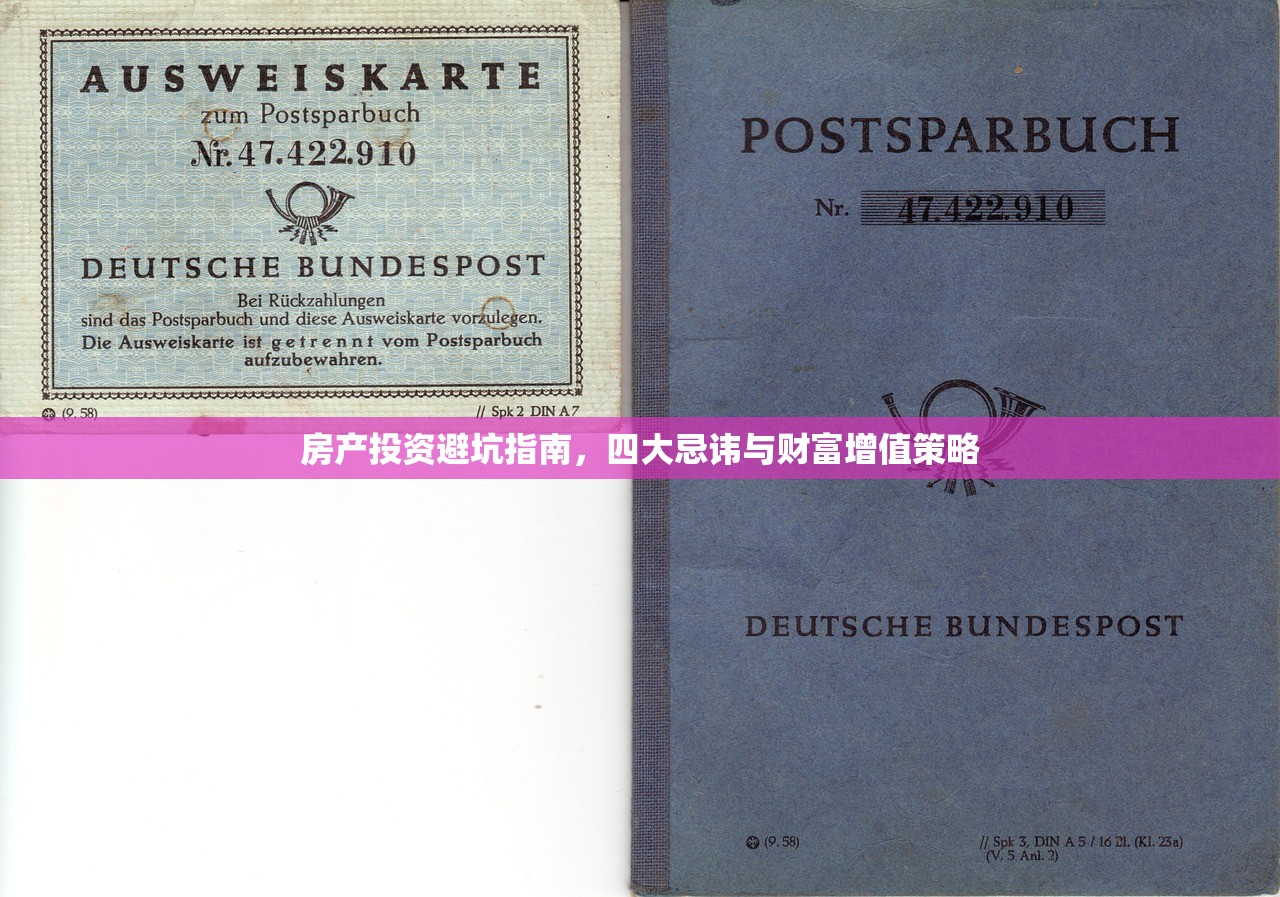 AUSWEISKARTE
zum Postsparbuch
Nr. 47.422.910
DEUTSCHE BUNDESPOST
Bei Rückzahlungen
sind das Postsparbuch und diese Ausweiskarte vorzulegen.
Die Ausweiskarte ist getrennt vom Postsparbuch
aufzubewahren.
(9.58)
// Spk 2 DIN A7
POSTSPARBUCH
Nr. 47.422.910
房产投资避坑指南，四大忌讳与财富增值策略
DEUTSCHE BUNDESPOST
(9.58)
// Spk 3, DIN A 5 / 16 Bl. (Kl. 23a)
(V, 5 Anl. 2)